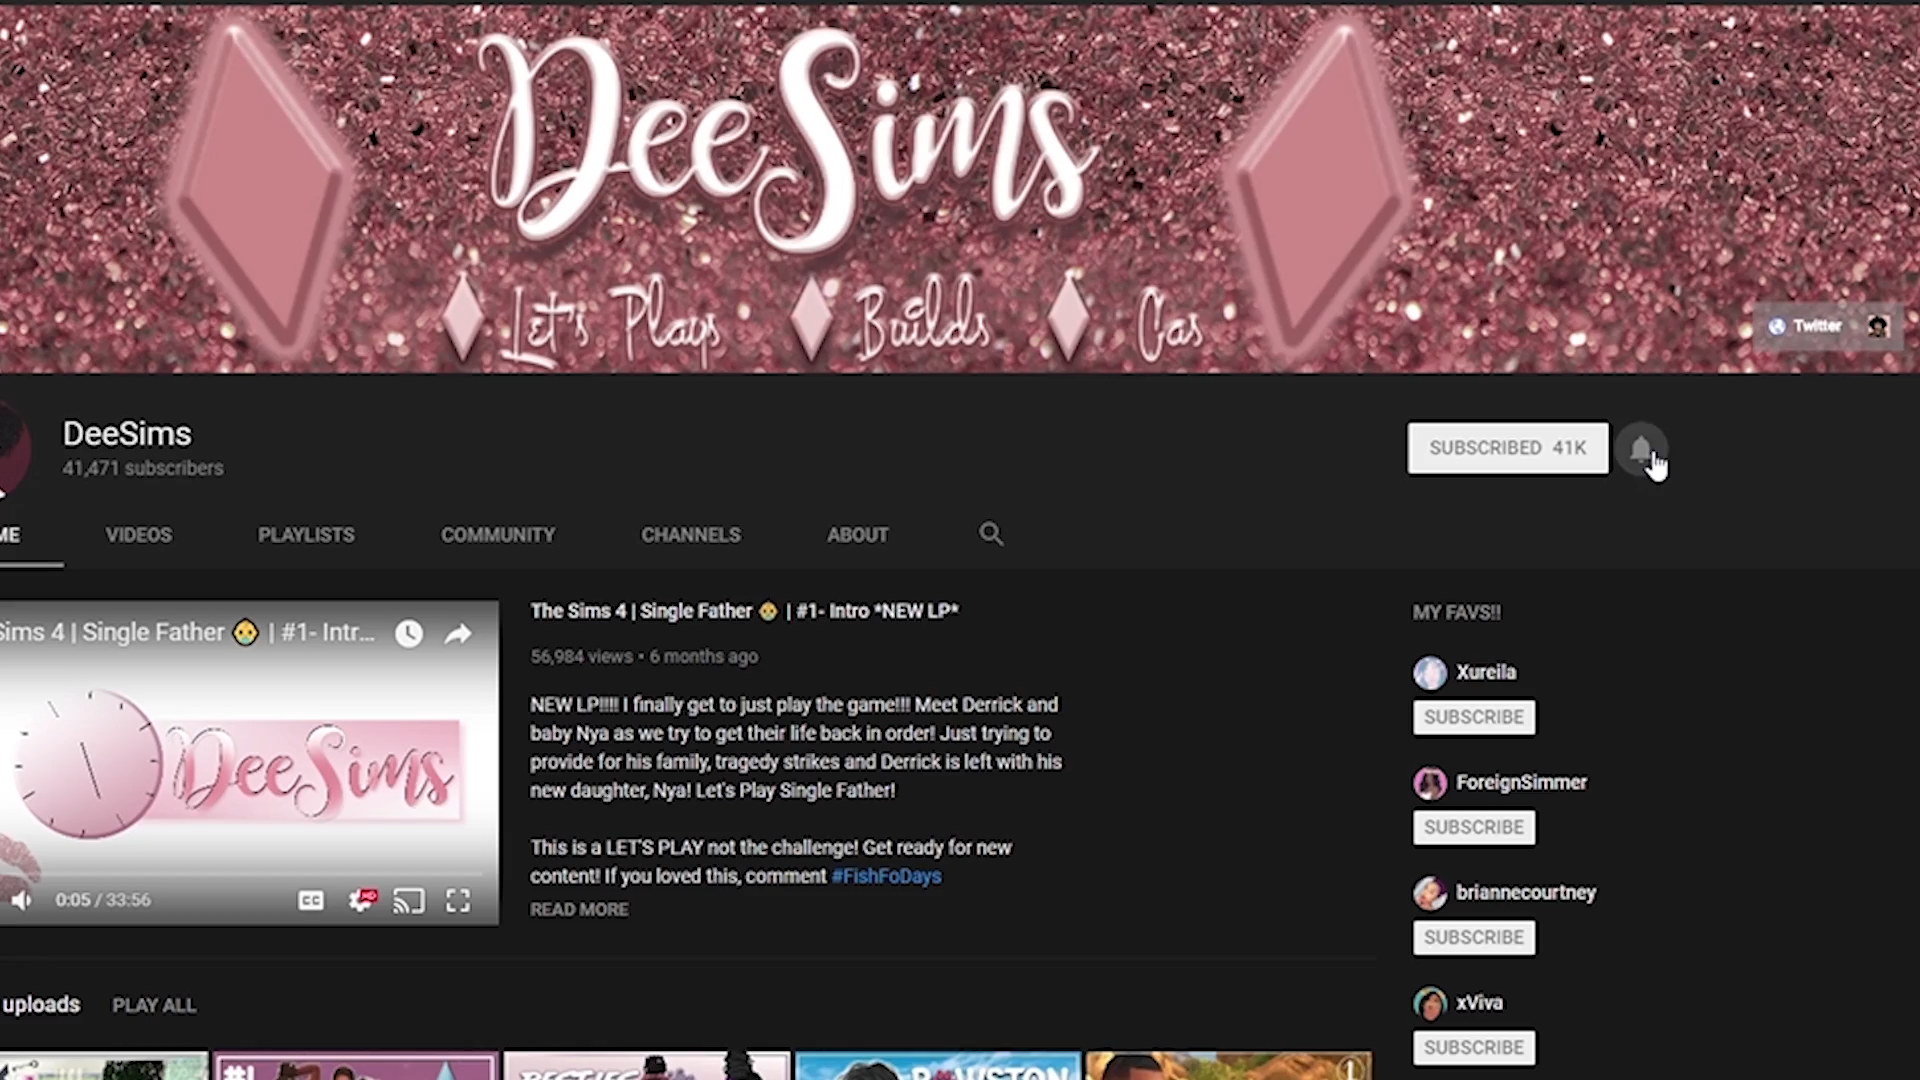 DeeSims
Let's Plays Builds Cas
Twitter
DeeSims
41,471 subscribers
SUBSCRIBED 41K
ME VIDEOS PLAYLISTS COMMUNITY CHANNELS ABOUT
Sims 4 | Single Father 👶 | #1- Intr...
DeeSims
0:05 / 33:56
CC
HD
The Sims 4 | Single Father 👶 | #1- Intro *NEW LP*
56,984 views • 6 months ago
NEW LP!!!! I finally get to just play the game!!! Meet Derrick and
baby Nya as we try to get their life back in order! Just trying to
provide for his family, tragedy strikes and Derrick is left with his
new daughter, Nya! Let's Play Single Father!
This is a LET'S PLAY not the challenge! Get ready for new
content! If you loved this, comment #FishFoDays
READ MORE
MY FAVS!!
Xureila
SUBSCRIBE
ForeignSimmer
SUBSCRIBE
briannecourtney
SUBSCRIBE
xViva
SUBSCRIBE
uploads PLAY ALL
#1